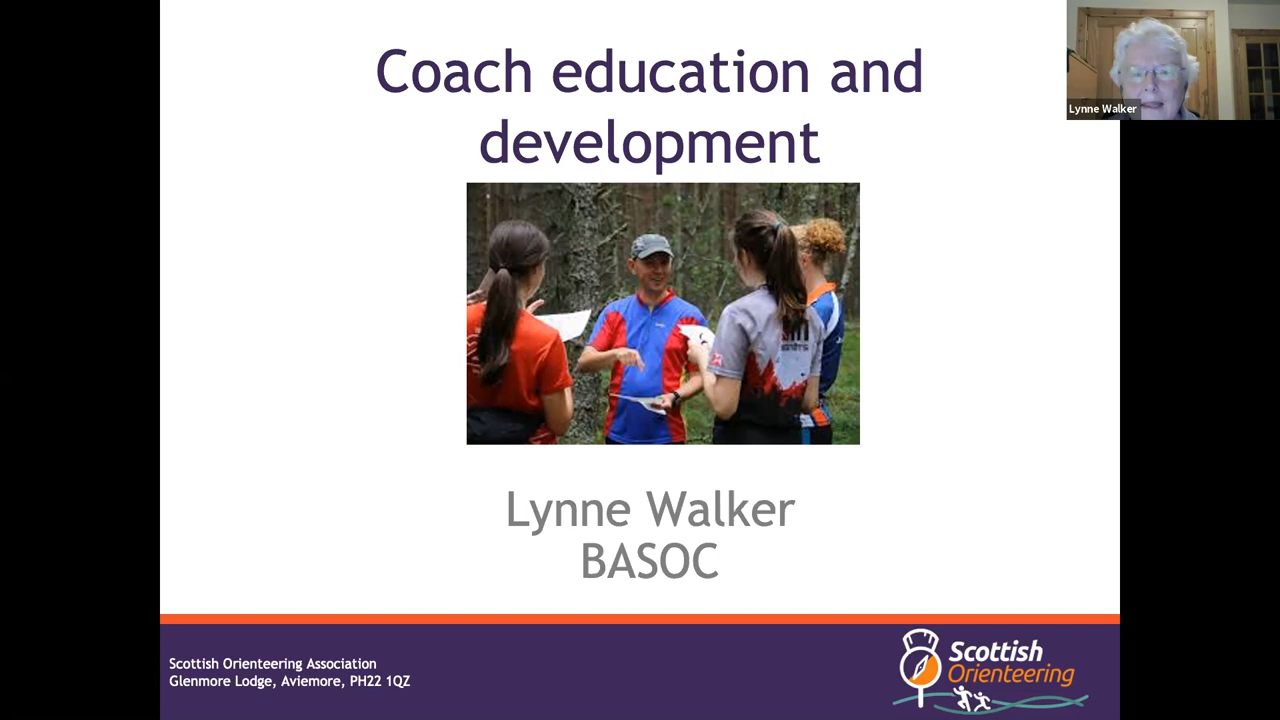 Coach education and
development
Lynne Walker
Lynne Walker
BASOC
Scottish Orienteering Association
Glenmore Lodge, Aviemore, PH22 1QZ
Scottish
Orienteering